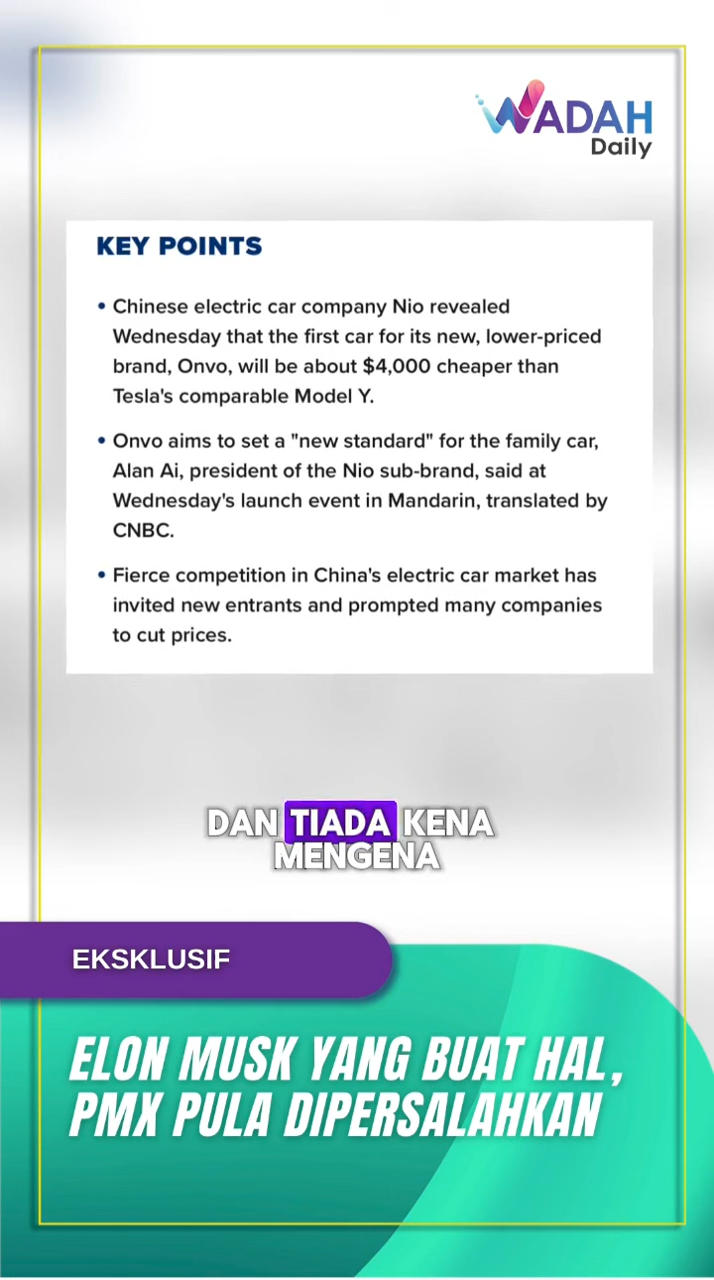 WADAH
Daily
KEY POINTS
• Chinese electric car company Nio revealed
Wednesday that the first car for its new, lower-priced
brand, Onvo, will be about $4,000 cheaper than
Tesla's comparable Model Y.
• Onvo aims to set a "new standard" for the family car,
Alan Ai, president of the Nio sub-brand, said at
Wednesday's launch event in Mandarin, translated by
CNBC.
• Fierce competition in China's electric car market has
invited new entrants and prompted many companies
to cut prices.
DAN TIADA KENA
MENGENA
EKSKLUSIF
ELON MUSK YANG BUAT HAL,
PMX PULA DIPERSALAHKAN